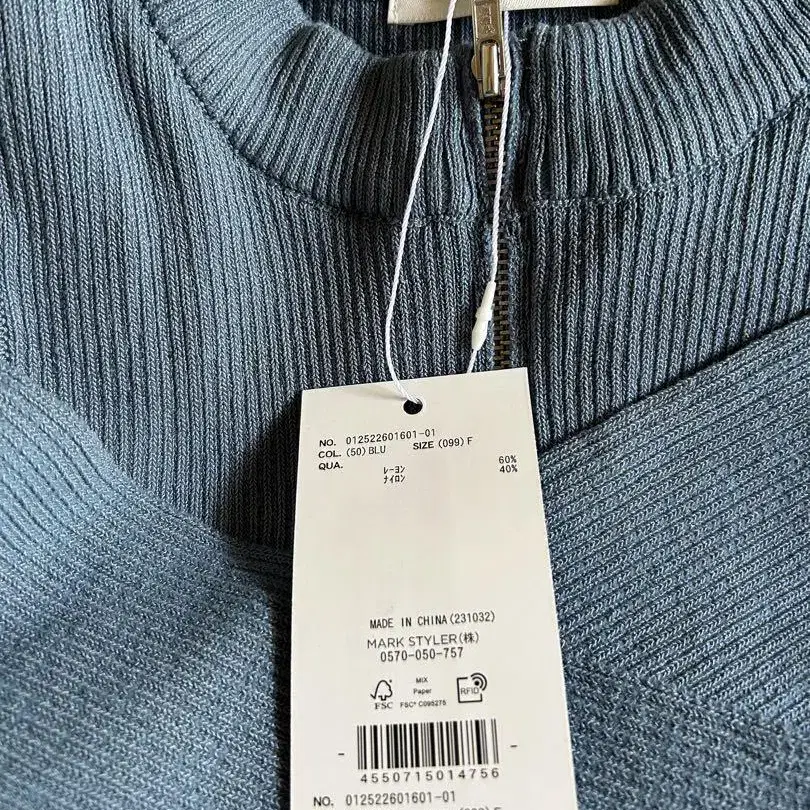 NO. 012522601601-01
COL. (50) BLU SIZE (099) F
QUA. レーヨン 60%
ナイロン 40%
MADE IN CHINA (231032)
MARK STYLER(株)
0570-050-757
FSC
MIX
Paper
FSC® C095275
RFID
4550715014756
NO. 012522601601-01